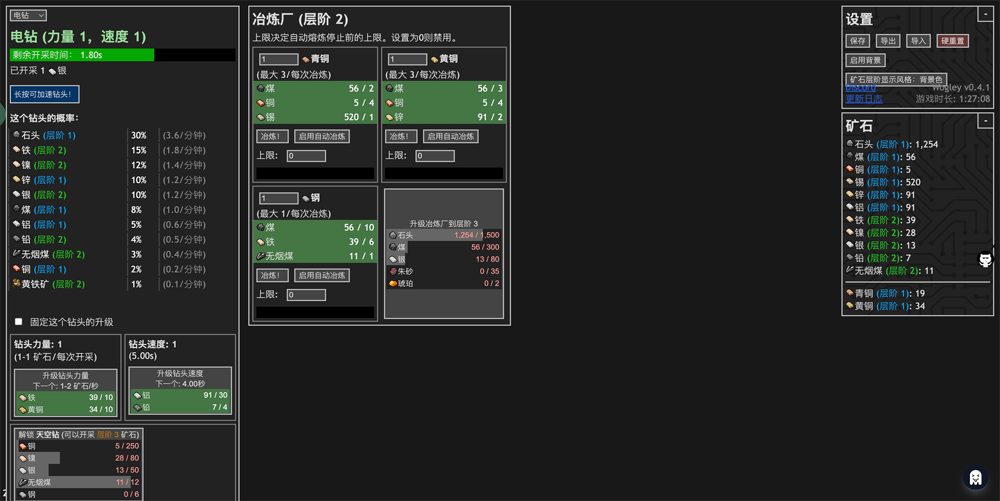 电钻
电钻 (力量 1，速度 1)
剩余开采时间：1.80s
已开采 1 银
长按可加速钻头！
这个钻头的概率：
石头 (层阶 1) 30% (3.6/分钟)
铁 (层阶 2) 15% (1.8/分钟)
镍 (层阶 2) 12% (1.4/分钟)
锌 (层阶 1) 10% (1.2/分钟)
银 (层阶 2) 10% (1.2/分钟)
煤 (层阶 1) 8% (1.0/分钟)
铝 (层阶 1) 5% (0.6/分钟)
铅 (层阶 2) 4% (0.5/分钟)
无烟煤 (层阶 2) 3% (0.4/分钟)
铜 (层阶 1) 2% (0.2/分钟)
黄铁矿 (层阶 2) 1% (0.1/分钟)
固定这个钻头的升级
钻头力量: 1
(1-1 矿石/每次开采)
升级钻头力量
下一个: 1-2 矿石/秒
铁 39 / 10
黄铜 34 / 10
钻头速度: 1
(5.00s)
升级钻头速度
下一个: 4.00秒
铝 91 / 30
铅 7 / 4
解锁 天空钻 (可以开采 层阶 3 矿石)
铜 5 / 250
镍 28 / 80
银 13 / 50
无烟煤 11 / 12
钢 0 / 6
冶炼厂 (层阶 2)
上限决定自动熔炼停止前的上限。设置为0则禁用。
1 青铜
(最大 3/每次冶炼)
煤 56 / 2
铜 5 / 4
锡 520 / 1
冶炼！ 启用自动冶炼
上限: 0
1 黄铜
(最大 3/每次冶炼)
煤 56 / 3
铜 5 / 4
锌 91 / 2
冶炼！ 启用自动冶炼
上限: 0
1 钢
(最大 1/每次冶炼)
煤 56 / 10
铁 39 / 6
无烟煤 11 / 1
冶炼！ 启用自动冶炼
上限: 0
升级冶炼厂到层阶 3
石头 1,254 / 1,500
煤 56 / 300
银 13 / 80
朱砂 0 / 35
琥珀 0 / 2
设置
-
保存 导出 导入 硬重置
启用背景
矿石层阶显示风格：背景色
Discord Wugley v0.4.1
更新日志 游戏时长: 1:27:08
矿石
-
石头 (层阶 1): 1,254
煤 (层阶 1): 56
铜 (层阶 1): 5
锡 (层阶 1): 520
锌 (层阶 1): 91
铝 (层阶 1): 91
铁 (层阶 2): 39
镍 (层阶 2): 28
银 (层阶 2): 13
铅 (层阶 2): 7
无烟煤 (层阶 2): 11
青铜 (层阶 1): 19
黄铜 (层阶 1): 34